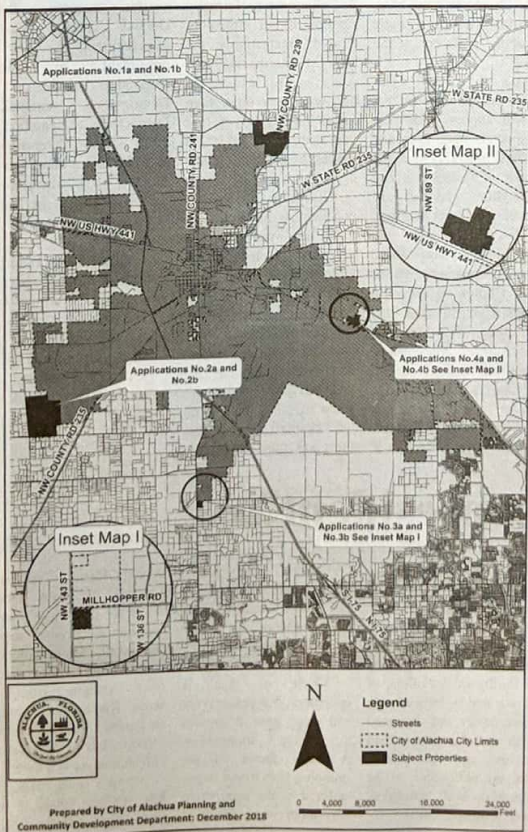 Applications No.1a and No.1b
NW COUNTY RD 239
W STATE RD 235
NW COUNTY RD 241
W STATE RD 235
Inset Map II
NW 89 ST
NW US HWY 441
NW US HWY 441
Applications No.4a and
No.4b See Inset Map II
Applications No.2a and
No.2b
NW COUNTY RD 235
Applications No.3a and
No.3b See Inset Map I
Inset Map I
NW 143 ST
MILLHOPPER RD
136 ST
N I75
ALACHUA, FLORIDA
N
Legend
Streets
City of Alachua City Limits
Subject Properties
0 4,000 8,000 16,000 24,000
Feet
Prepared by City of Alachua Planning and
Community Development Department: December 2018